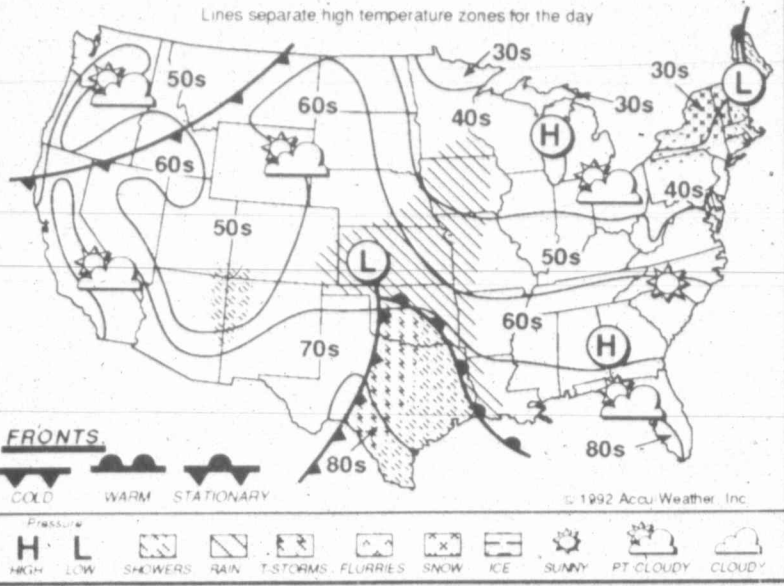 Lines separate high temperature zones for the day
30s
50s
30s
L
60s
30s
40s
H
60s
40s
50s
50s
L
60s
70s
H
80s
80s
FRONTS
COLD WARM STATIONARY
© 1992 Accu-Weather, Inc.
Pressure
H L
HIGH LOW SHOWERS RAIN T-STORMS FLURRIES SNOW ICE SUNNY PT.CLOUDY CLOUDY